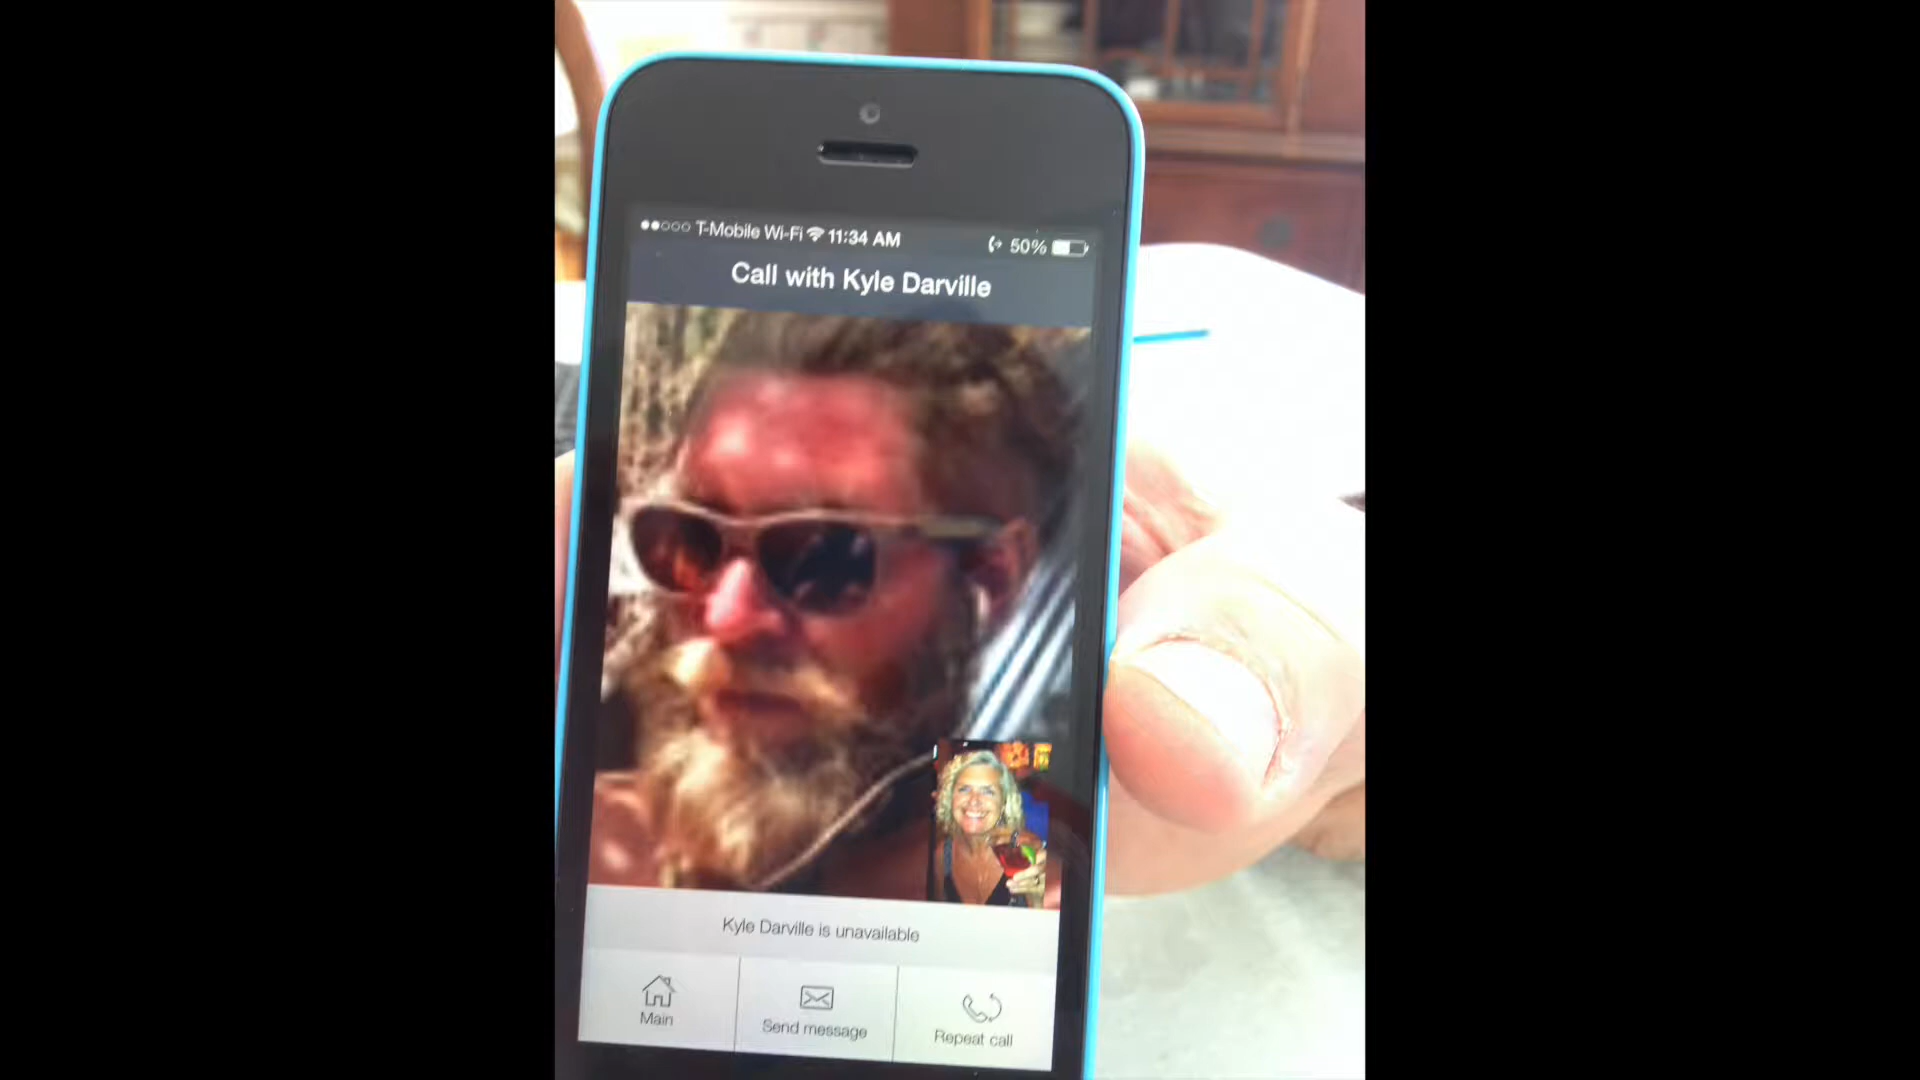 T-Mobile Wi-Fi 11:34 AM 50%
Call with Kyle Darville
Kyle Darville is unavailable
Main
Send message
Repeat call